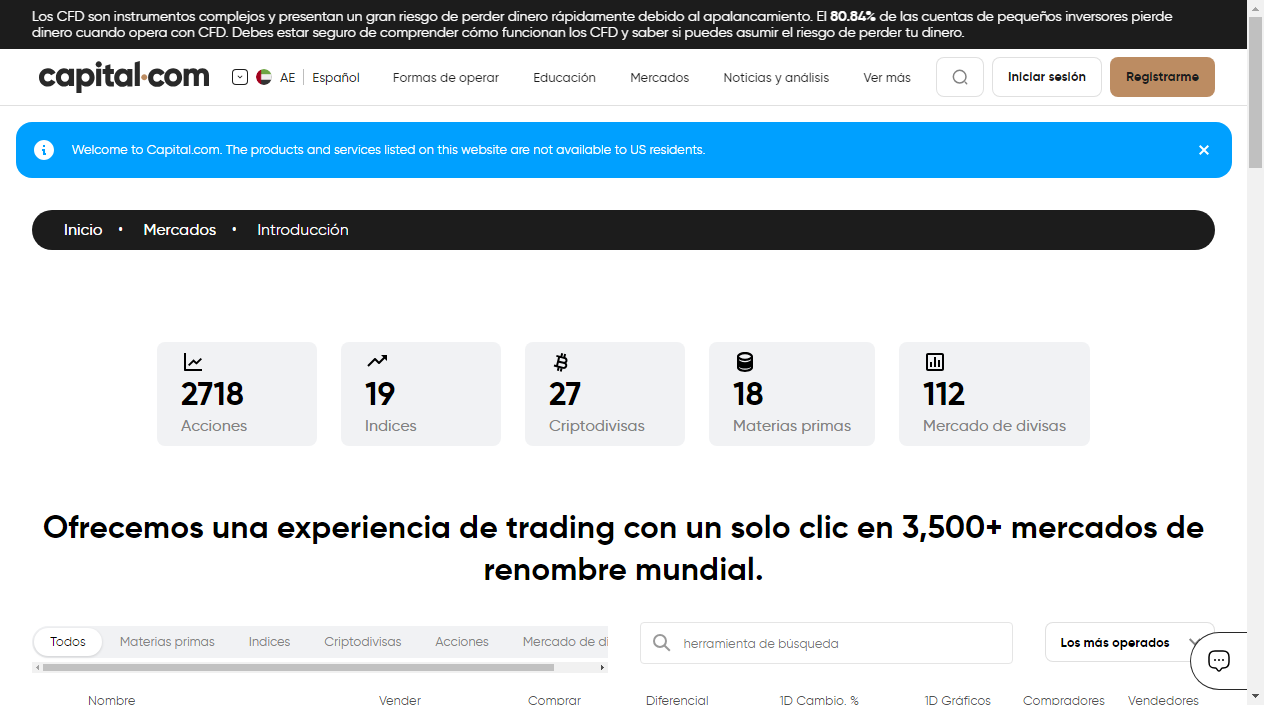 Los CFD son instrumentos complejos y presentan un gran riesgo de perder dinero rápidamente debido al apalancamiento. El 80.84% de las cuentas de pequeños inversores pierde
dinero cuando opera con CFD. Debes estar seguro de comprender cómo funcionan los CFD y saber si puedes asumir el riesgo de perder tu dinero.
capital.com AE Español Formas de operar Educación Mercados Noticias y análisis Ver más Iniciar sesión Registrarme
Welcome to Capital.com. The products and services listed on this website are not available to US residents.
Inicio • Mercados • Introducción
2718 19 27 18 112
Acciones Indices Criptodivisas Materias primas Mercado de divisas
Ofrecemos una experiencia de trading con un solo clic en 3,500+ mercados de
renombre mundial.
Todos Materias primas Indices Criptodivisas Acciones Mercado de di herramienta de búsqueda Los más operados
Nombre Vender Comprar Diferencial 1D Cambio, % 1D Gráficos Compradores Vendedores